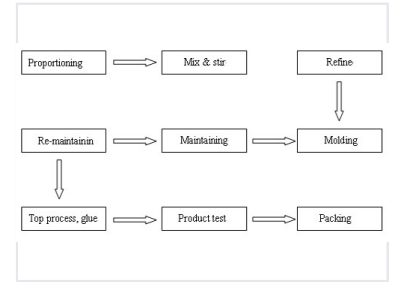 Proportioning
Mix & stir
Refine
Re-maintainin
Maintaining
Molding
Top process, glue
Product test
Packing